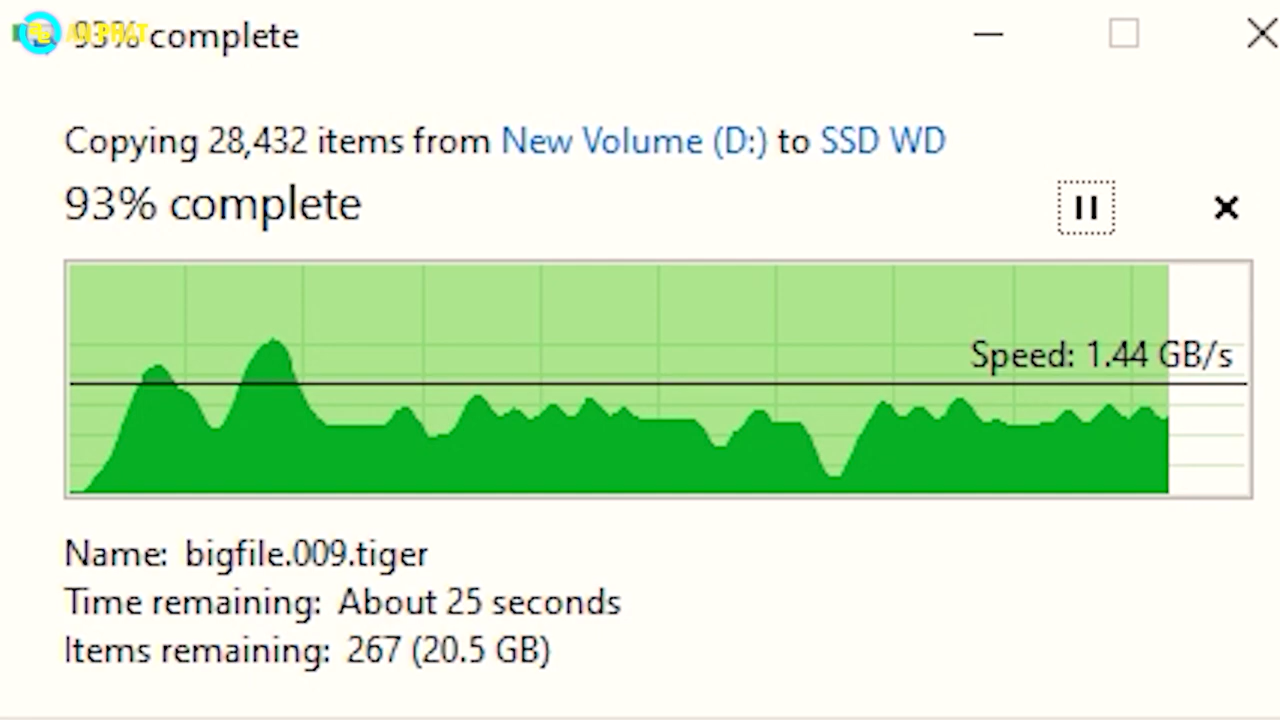 93% complete
Copying 28,432 items from New Volume (D:) to SSD WD
93% complete
Speed: 1.44 GB/s
Name: bigfile.009.tiger
Time remaining: About 25 seconds
Items remaining: 267 (20.5 GB)